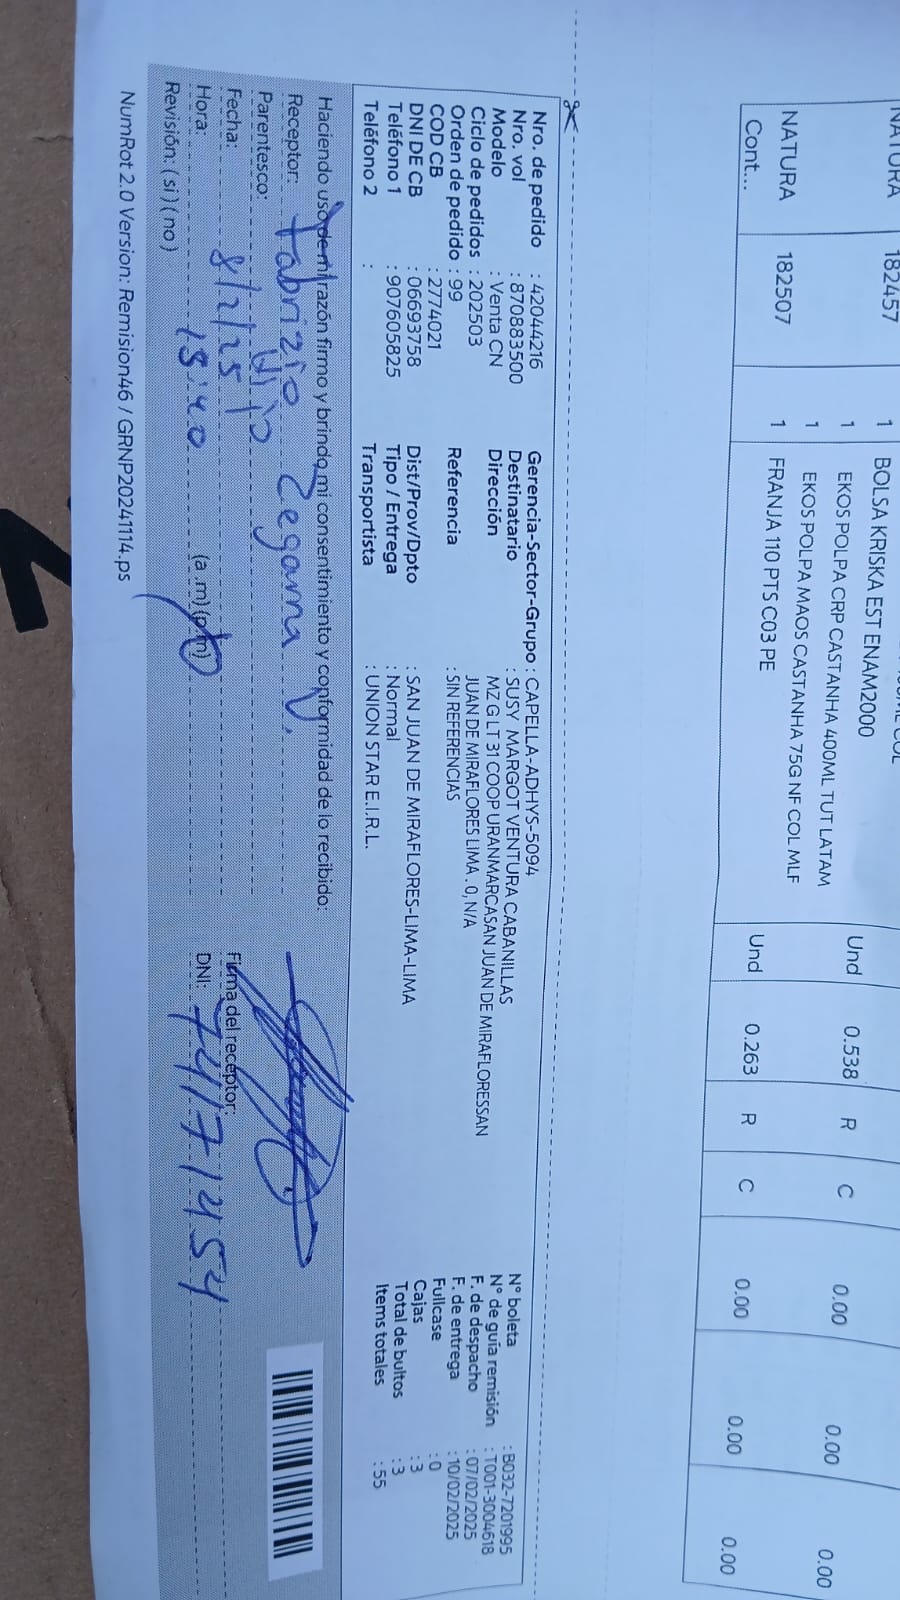 NATURA 182457 1 BOLSA KRISKA EST ENAM2000
1 EKOS POLPA CRP CASTANHA 400ML TUT LATAM Und 0.538 R C 0.00 0.00 0.00
1 EKOS POLPA MAOS CASTANHA 75G NF COL MLF
NATURA 182507 1 FRANJA 110 PTS C03 PE Und 0.263 R C 0.00 0.00 0.00
Cont...
Nro. de pedido : 42044216 Gerencia-Sector-Grupo : CAPELLA-ADHYS-5094 N° boleta : B032-7201995
Nro. vol : 870883500 Destinatario : SUSY MARGOT VENTURA CABANILLAS N° de guía remisión : T001-3004618
Modelo : Venta CN Dirección MZ G LT 31 COOP URANMARCASAN JUAN DE MIRAFLORESSAN F. de despacho : 07/02/2025
Ciclo de pedidos : 202503 JUAN DE MIRAFLORES LIMA . 0, N/A F. de entrega : 10/02/2025
Orden de pedido : 99 Referencia : SIN REFERENCIAS Fullcase : 0
COD CB : 2774021 Cajas : 3
DNI DE CB : 06693758 Dist/Prov/Dpto : SAN JUAN DE MIRAFLORES-LIMA-LIMA Total de bultos : 3
Teléfono 1 : 907605825 Tipo / Entrega : Normal Items totales : 55
Teléfono 2 : Transportista : UNION STAR E.I.R.L.
Haciendo uso de mi razón firmo y brindo mi consentimiento y conformidad de lo recibido:
Receptor: Fabrizio Zegarra V.
Parentesco: Hijo
Fecha: 8/2/25 Firma del receptor:
Hora: 15:40 (a .m) (p.m) DNI: 74171454
Revisión: ( si ) ( no )
NumRot 2.0 Version: Remision46 / GRNP20241114.ps